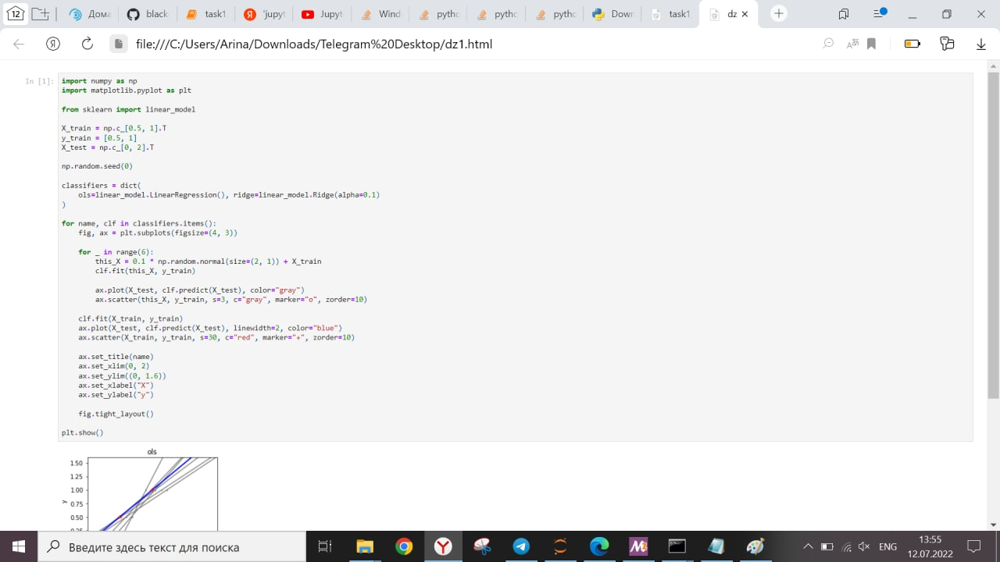 12
Дома
black
task1
'jupyt
Jupyt
Wind
pythc
pythc
pythc
Dowr
task1
dz
file:///C:/Users/Arina/Downloads/Telegram%20Desktop/dz1.html
In [1]:
import numpy as np
import matplotlib.pyplot as plt
from sklearn import linear_model
X_train = np.c_[0.5, 1].T
y_train = [0.5, 1]
X_test = np.c_[0, 2].T
np.random.seed(0)
classifiers = dict(
ols=linear_model.LinearRegression(), ridge=linear_model.Ridge(alpha=0.1)
)
for name, clf in classifiers.items():
fig, ax = plt.subplots(figsize=(4, 3))
for _ in range(6):
this_X = 0.1 * np.random.normal(size=(2, 1)) + X_train
clf.fit(this_X, y_train)
ax.plot(X_test, clf.predict(X_test), color="gray")
ax.scatter(this_X, y_train, s=3, c="gray", marker="o", zorder=10)
clf.fit(X_train, y_train)
ax.plot(X_test, clf.predict(X_test), linewidth=2, color="blue")
ax.scatter(X_train, y_train, s=30, c="red", marker="+", zorder=10)
ax.set_title(name)
ax.set_xlim(0, 2)
ax.set_ylim((0, 1.6))
ax.set_xlabel("X")
ax.set_ylabel("y")
fig.tight_layout()
plt.show()
ols
1.50
1.25
1.00
0.75
y
0.50
0.25
Введите здесь текст для поиска
ENG
13:55
12.07.2022